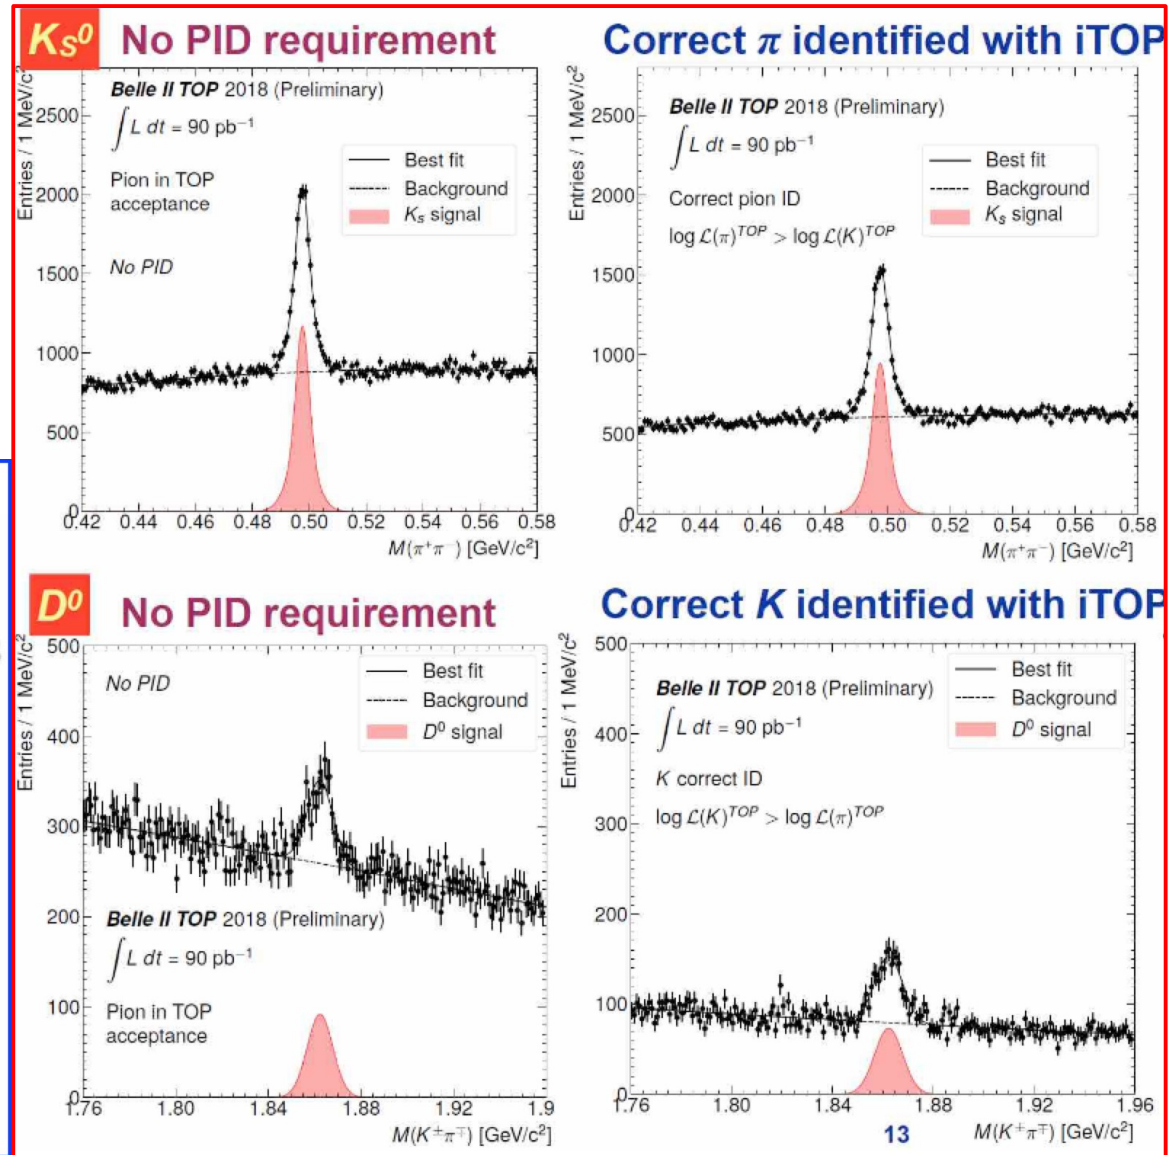 K_S^0 No PID requirement
Entries / 1 MeV/c²
Belle II TOP 2018 (Preliminary)
∫L dt = 90 pb⁻¹
Pion in TOP
acceptance
No PID
Best fit
Background
K_s signal
2500
2000
1500
1000
500
0
0.42 0.44 0.46 0.48 0.50 0.52 0.54 0.56 0.58
M(π⁺π⁻) [GeV/c²]
Correct π identified with iTOP
Entries / 1 MeV/c²
Belle II TOP 2018 (Preliminary)
∫L dt = 90 pb⁻¹
Correct pion ID
log L(π)^TOP > log L(K)^TOP
Best fit
Background
K_s signal
2500
2000
1500
1000
500
0
0.42 0.44 0.46 0.48 0.50 0.52 0.54 0.56 0.58
M(π⁺π⁻) [GeV/c²]
D⁰ No PID requirement
Entries / 1 MeV/c²
No PID
Best fit
Background
D⁰ signal
500
400
300
200
100
0
Belle II TOP 2018 (Preliminary)
∫L dt = 90 pb⁻¹
Pion in TOP
acceptance
1.76 1.80 1.84 1.88 1.92 1.9
M(K^±π^∓) [GeV/c²]
Correct K identified with iTOP
Entries / 1 MeV/c²
Best fit
Background
D⁰ signal
Belle II TOP 2018 (Preliminary)
∫L dt = 90 pb⁻¹
K correct ID
log L(K)^TOP > log L(π)^TOP
500
400
300
200
100
0
1.76 1.80 1.84 1.88 1.92 1.96
M(K^±π^∓) [GeV/c²]
13